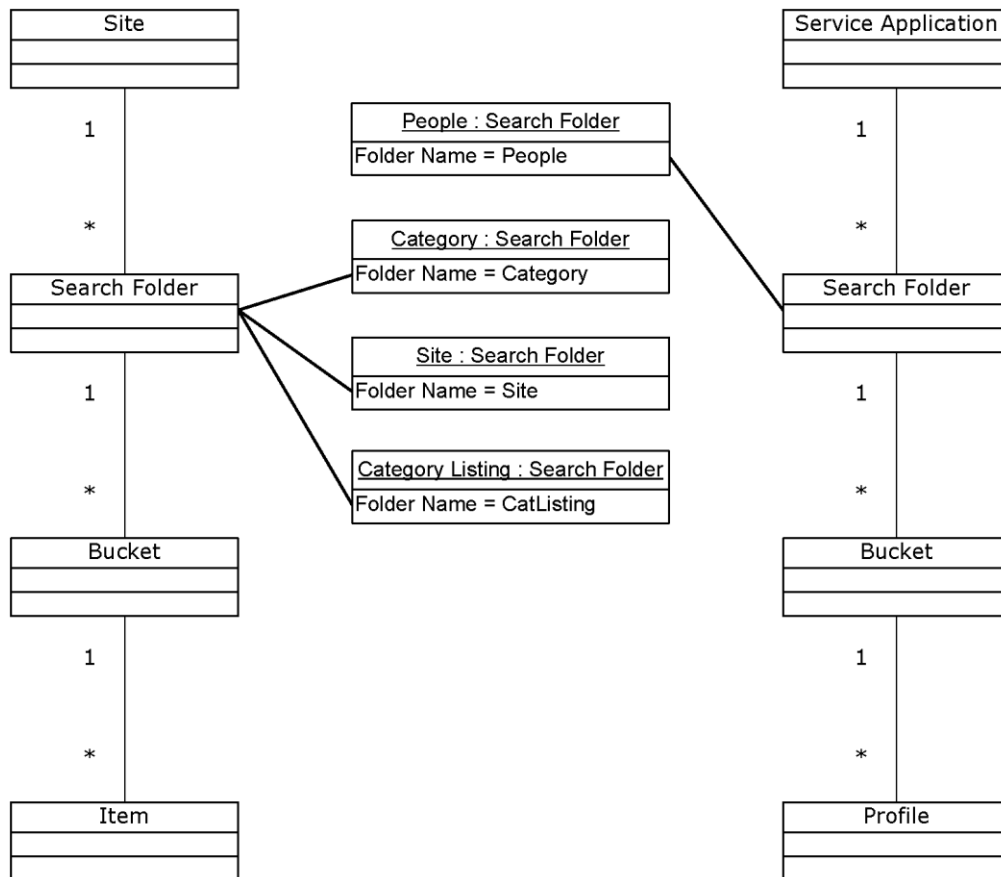 Site
Service Application
1
1
People : Search Folder
Folder Name = People
*
*
Category : Search Folder
Folder Name = Category
Search Folder
Search Folder
Site : Search Folder
Folder Name = Site
1
1
Category Listing : Search Folder
Folder Name = CatListing
*
*
Bucket
Bucket
1
1
*
*
Item
Profile